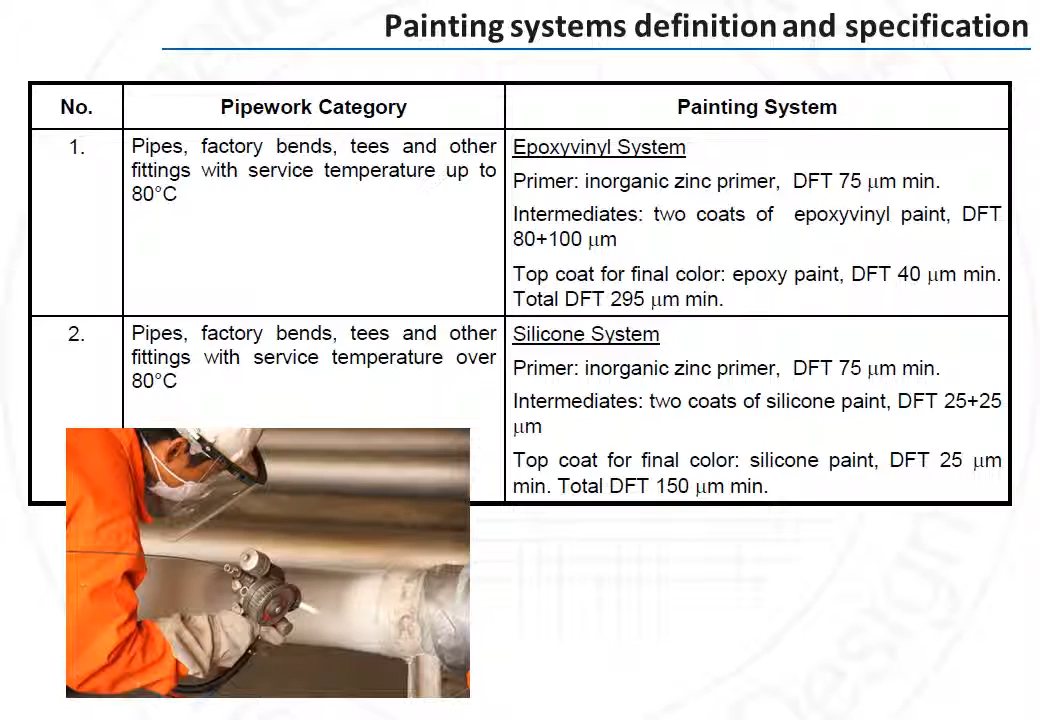 Painting systems definition and specification
No. Pipework Category Painting System
1. Pipes, factory bends, tees and other
fittings with service temperature up to
80°C
Epoxyvinyl System
Primer: inorganic zinc primer, DFT 75 μm min.
Intermediates: two coats of epoxyvinyl paint, DFT
80+100 μm
Top coat for final color: epoxy paint, DFT 40 μm min.
Total DFT 295 μm min.
2. Pipes, factory bends, tees and other
fittings with service temperature over
80°C
Silicone System
Primer: inorganic zinc primer, DFT 75 μm min.
Intermediates: two coats of silicone paint, DFT 25+25
μm
Top coat for final color: silicone paint, DFT 25 μm
min. Total DFT 150 μm min.